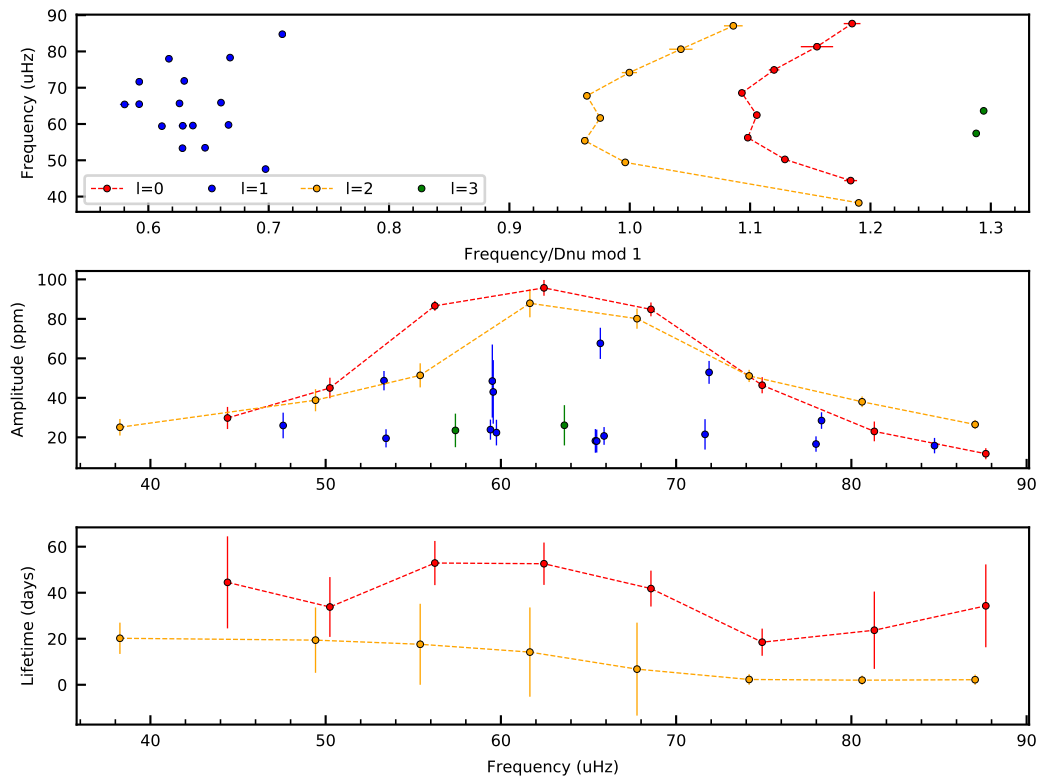 90
80
70
60
50
40
Frequency (uHz)
l=0 l=1 l=2 l=3
0.6 0.7 0.8 0.9 1.0 1.1 1.2 1.3
Frequency/Dnu mod 1
100
80
60
40
20
Amplitude (ppm)
40 50 60 70 80 90
60
40
20
0
Lifetime (days)
40 50 60 70 80 90
Frequency (uHz)